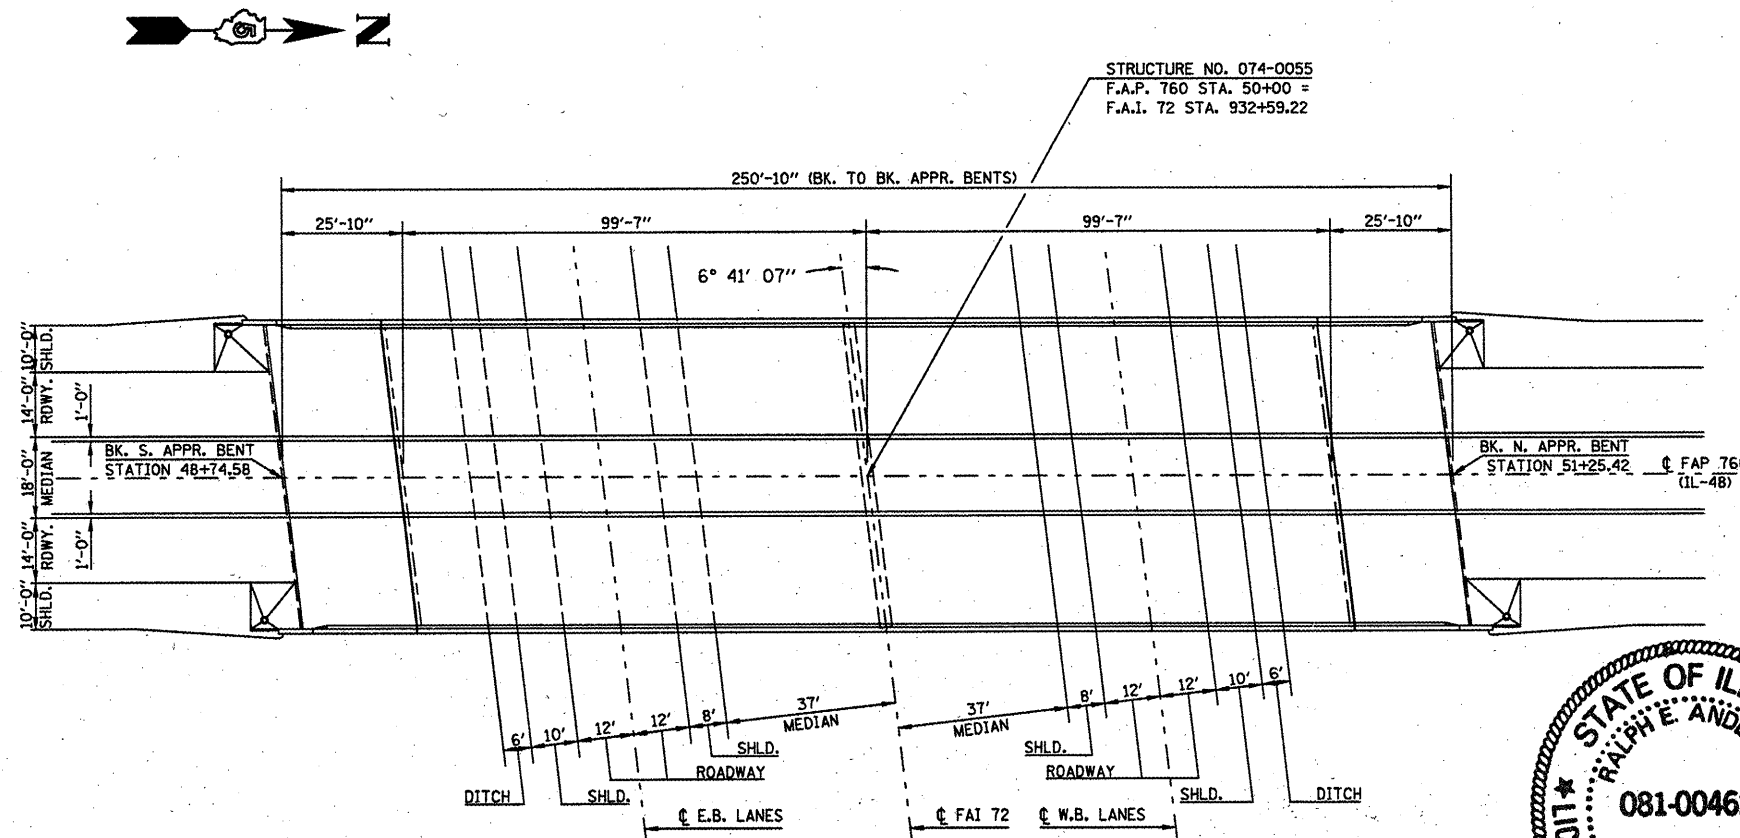 5
N
STRUCTURE NO. 074-0055
F.A.P. 760 STA. 50+00 =
F.A.I. 72 STA. 932+59.22
250'-10" (BK. TO BK. APPR. BENTS)
25'-10"
99'-7"
99'-7"
25'-10"
6° 41' 07"
10'-0"
SHLD.
14'-0"
RDWY.
1'-0"
18'-0"
MEDIAN
14'-0"
RDWY.
1'-0"
10'-0"
SHLD.
BK. S. APPR. BENT
STATION 48+74.58
BK. N. APPR. BENT
STATION 51+25.42
℄ FAP 760
(IL-48)
6'
10'
12'
12'
8'
37'
MEDIAN
37'
MEDIAN
8'
12'
12'
10'
6'
SHLD.
ROADWAY
DITCH
SHLD.
SHLD.
ROADWAY
SHLD.
DITCH
℄ E.B. LANES
℄ FAI 72
℄ W.B. LANES
STATE OF IL
RALPH E. AND
081-0046
LIC